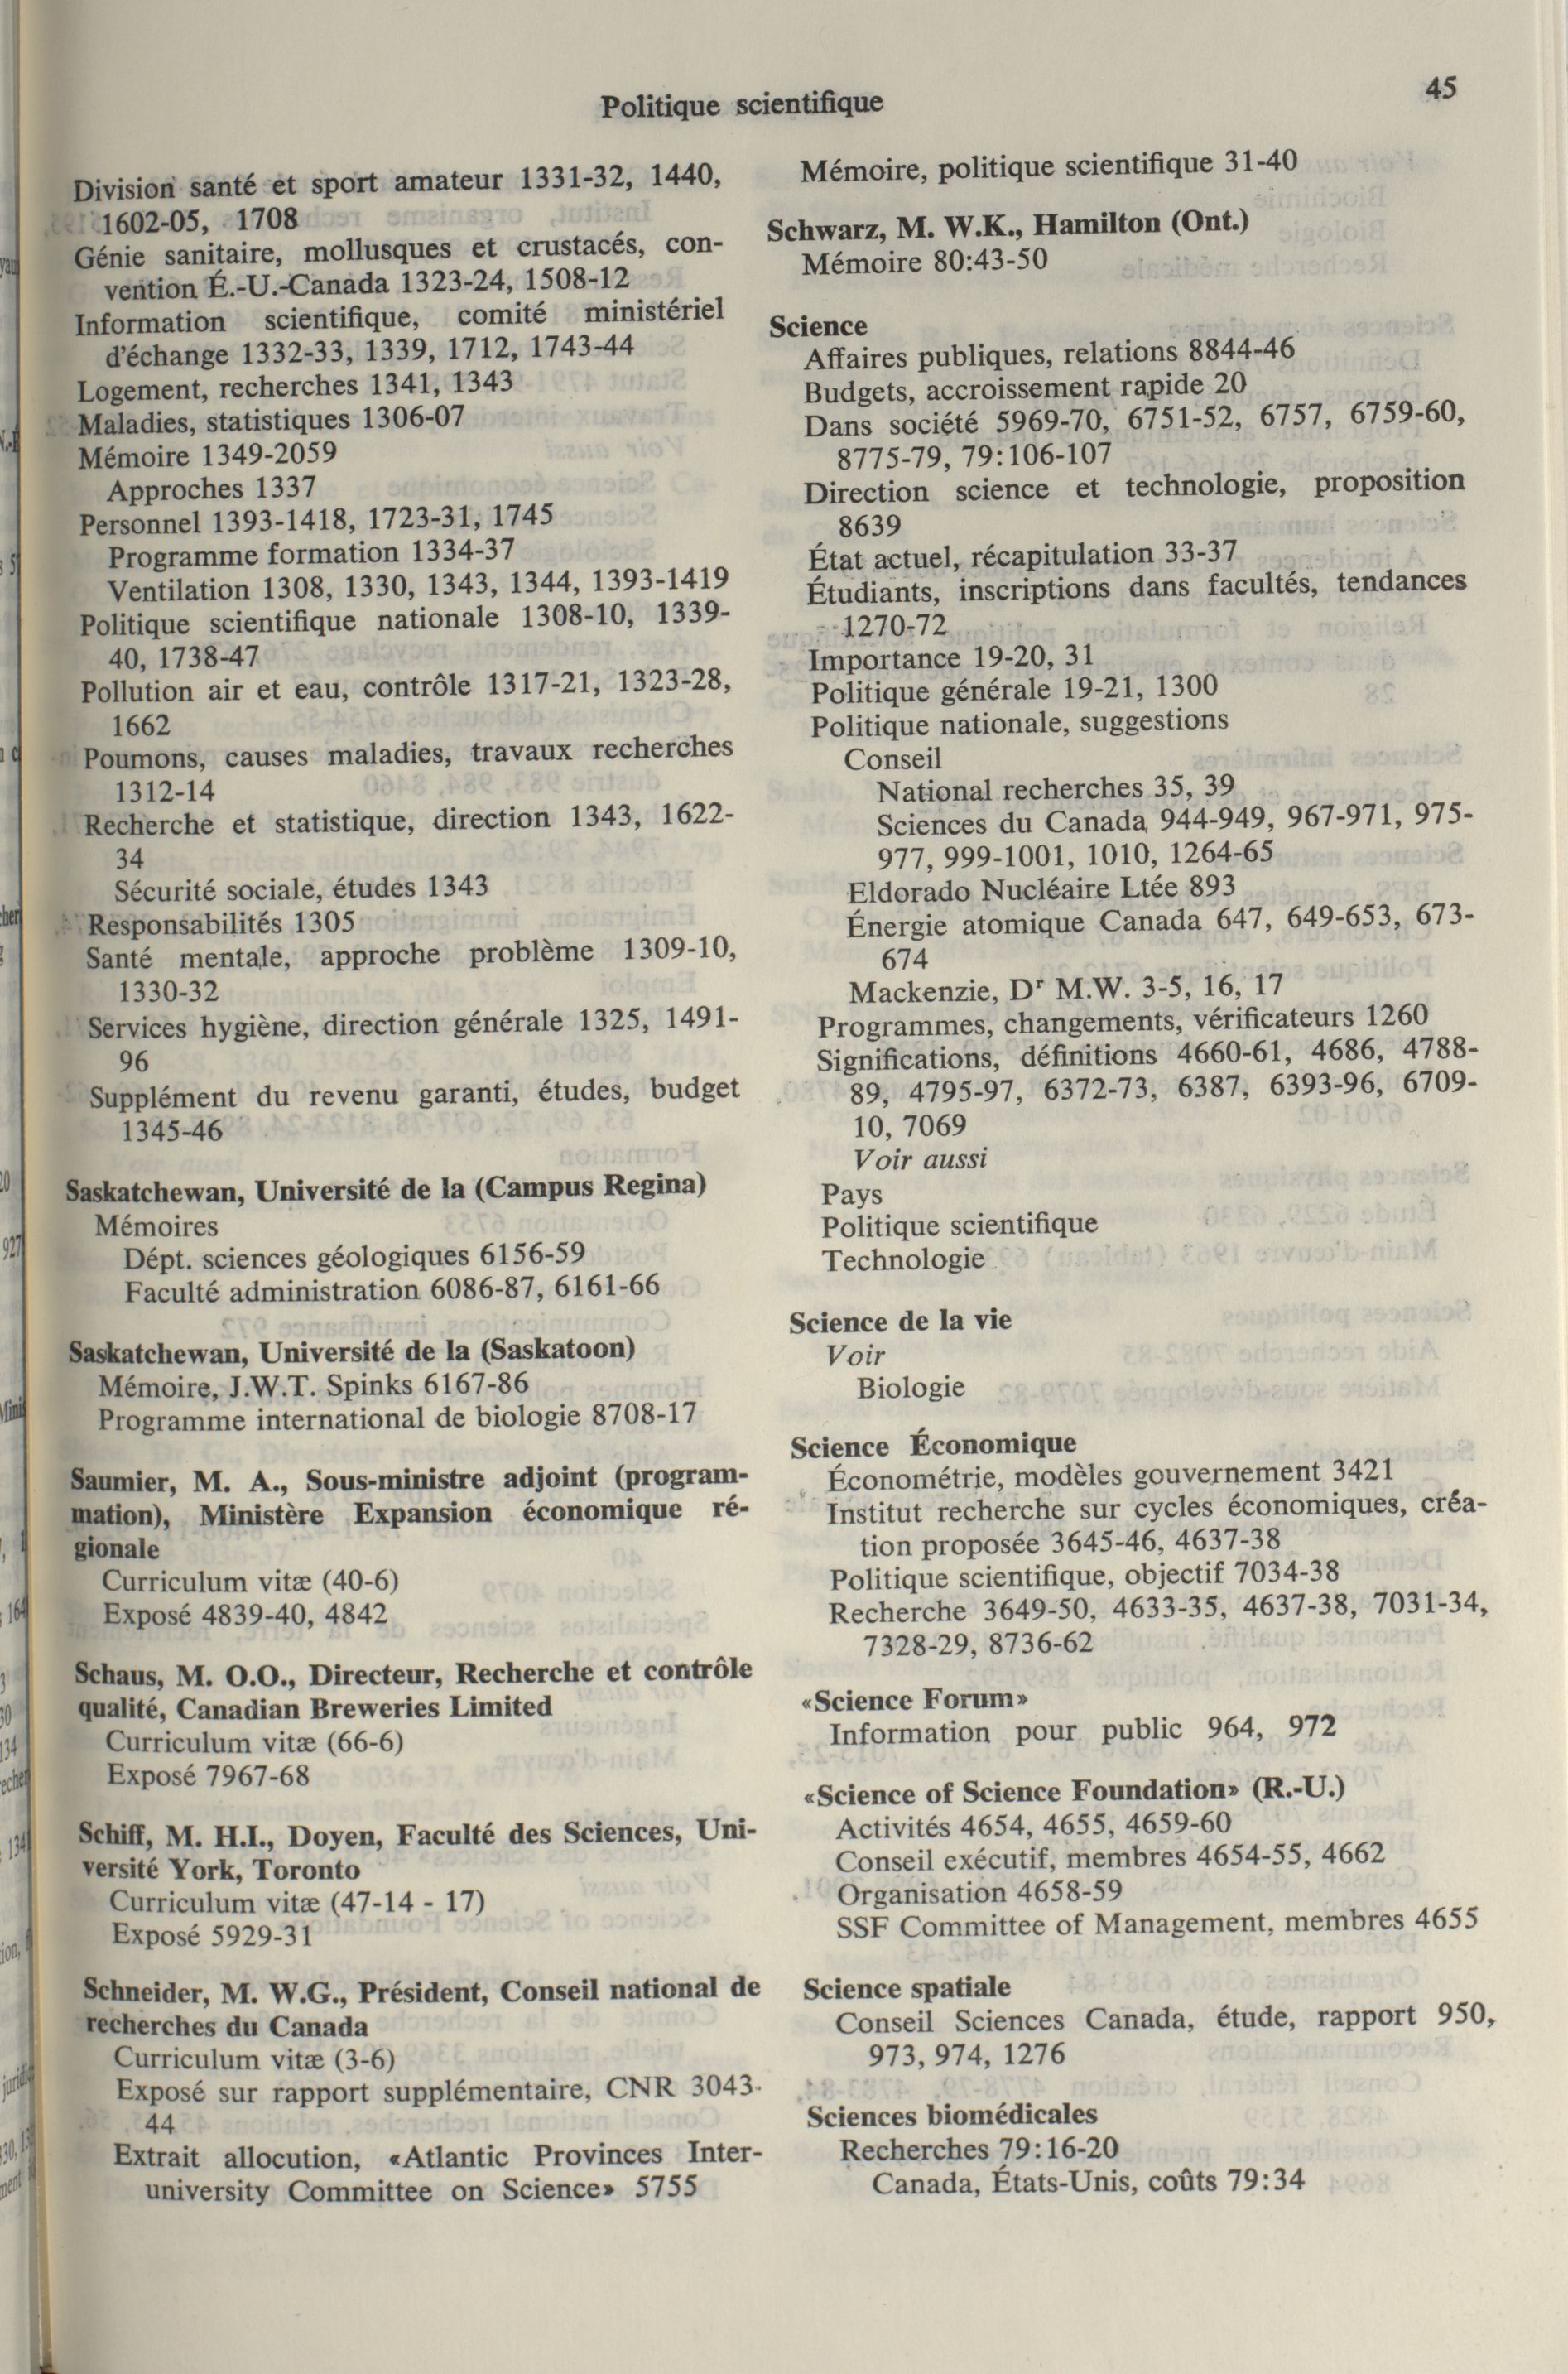 Politique scientifique
45
Division santé et sport amateur 1331-32, 1440,
1602-05, 1708
Génie sanitaire, mollusques et crustacés, con-
vention É.-U.-Canada 1323-24, 1508-12
Information scientifique, comité ministériel
d'échange 1332-33, 1339, 1712, 1743-44
Logement, recherches 1341, 1343
Maladies, statistiques 1306-07
Mémoire 1349-2059
Approches 1337
Personnel 1393-1418, 1723-31, 1745
Programme formation 1334-37
Ventilation 1308, 1330, 1343, 1344, 1393-1419
Politique scientifique nationale 1308-10, 1339-
40, 1738-47
Pollution air et eau, contrôle 1317-21, 1323-28,
1662
Poumons, causes maladies, travaux recherches
1312-14
Recherche et statistique, direction 1343, 1622-
34
Sécurité sociale, études 1343
Responsabilités 1305
Santé mentale, approche problème 1309-10,
1330-32
Services hygiène, direction générale 1325, 1491-
96
Supplément du revenu garanti, études, budget
1345-46
Saskatchewan, Université de la (Campus Regina)
Mémoires
Dépt. sciences géologiques 6156-59
Faculté administration 6086-87, 6161-66
Saskatchewan, Université de la (Saskatoon)
Mémoire, J.W.T. Spinks 6167-86
Programme international de biologie 8708-17
Saumier, M. A., Sous-ministre adjoint (program-
mation), Ministère Expansion économique ré-
gionale
Curriculum vitæ (40-6)
Exposé 4839-40, 4842
Schaus, M. O.O., Directeur, Recherche et contrôle
qualité, Canadian Breweries Limited
Curriculum vitæ (66-6)
Exposé 7967-68
Schiff, M. H.I., Doyen, Faculté des Sciences, Uni-
versité York, Toronto
Curriculum vitæ (47-14 - 17)
Exposé 5929-31
Schneider, M. W.G., Président, Conseil national de
recherches du Canada
Curriculum vitæ (3-6)
Exposé sur rapport supplémentaire, CNR 3043-
44
Extrait allocution, «Atlantic Provinces Inter-
university Committee on Science» 5755
Mémoire, politique scientifique 31-40
Schwarz, M. W.K., Hamilton (Ont.)
Mémoire 80:43-50
Science
Affaires publiques, relations 8844-46
Budgets, accroissement rapide 20
Dans société 5969-70, 6751-52, 6757, 6759-60,
8775-79, 79:106-107
Direction science et technologie, proposition
8639
État actuel, récapitulation 33-37
Étudiants, inscriptions dans facultés, tendances
1270-72
Importance 19-20, 31
Politique générale 19-21, 1300
Politique nationale, suggestions
Conseil
National recherches 35, 39
Sciences du Canada 944-949, 967-971, 975-
977, 999-1001, 1010, 1264-65
Eldorado Nucléaire Ltée 893
Énergie atomique Canada 647, 649-653, 673-
674
Mackenzie, Dʳ M.W. 3-5, 16, 17
Programmes, changements, vérificateurs 1260
Significations, définitions 4660-61, 4686, 4788-
89, 4795-97, 6372-73, 6387, 6393-96, 6709-
10, 7069
Voir aussi
Pays
Politique scientifique
Technologie
Science de la vie
Voir
Biologie
Science Économique
Économétrie, modèles gouvernement 3421
Institut recherche sur cycles économiques, créa-
tion proposée 3645-46, 4637-38
Politique scientifique, objectif 7034-38
Recherche 3649-50, 4633-35, 4637-38, 7031-34,
7328-29, 8736-62
«Science Forum»
Information pour public 964, 972
«Science of Science Foundation» (R.-U.)
Activités 4654, 4655, 4659-60
Conseil exécutif, membres 4654-55, 4662
Organisation 4658-59
SSF Committee of Management, membres 4655
Science spatiale
Conseil Sciences Canada, étude, rapport 950,
973, 974, 1276
Sciences biomédicales
Recherches 79:16-20
Canada, États-Unis, coûts 79:34